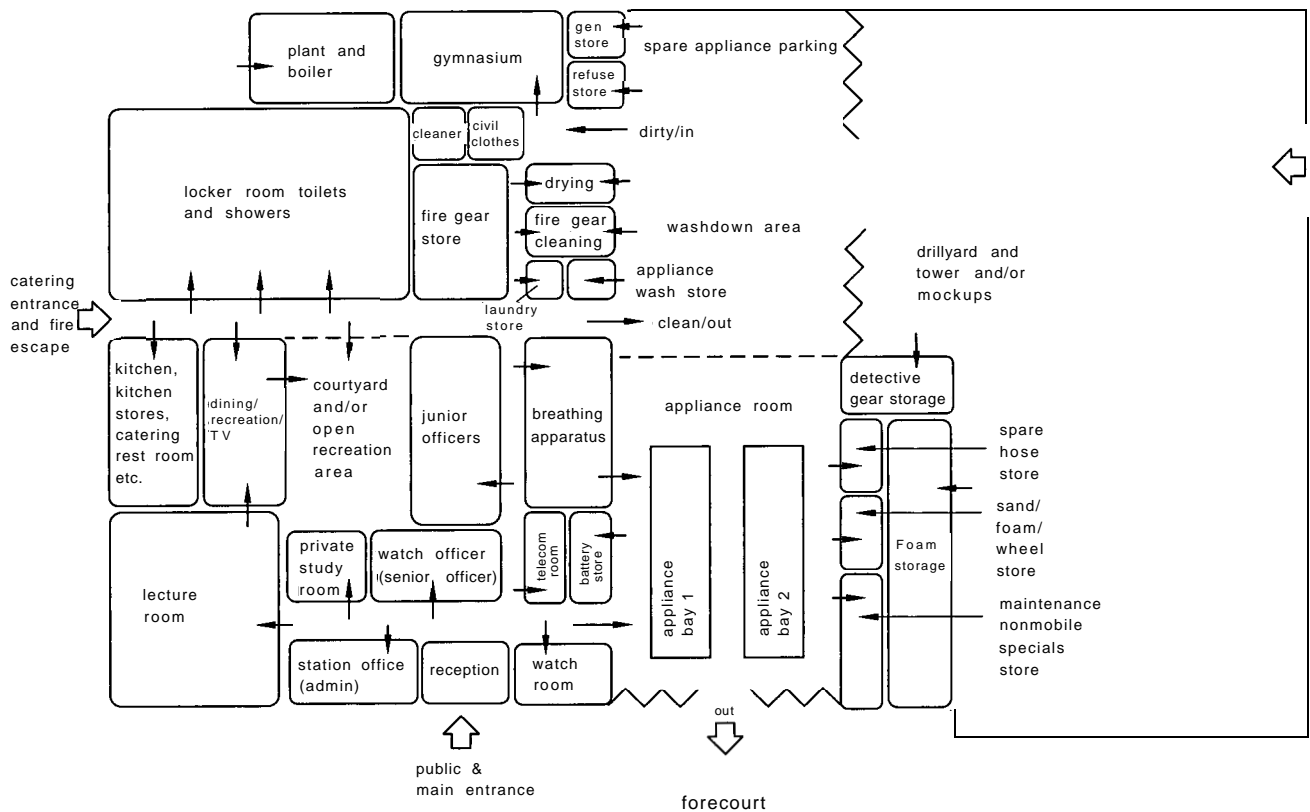 gen
store
spare appliance parking
plant and
boiler
gymnasium
refuse
store
cleaner
civil
clothes
dirty/in
locker room toilets
and showers
fire gear
store
drying
fire gear
cleaning
washdown area
drillyard and
tower and/or
mockups
appliance
wash store
laundry
store
clean/out
catering
entrance
and fire
escape
kitchen,
kitchen
stores,
catering
rest room
etc.
dining/
recreation/
TV
courtyard
and/or
open
recreation
area
junior
officers
breathing
apparatus
appliance room
detective
gear storage
spare
hose
store
sand/
foam/
wheel
store
Foam
storage
maintenance
nonmobile
specials
store
lecture
room
private
study
room
watch officer
(senior officer)
telecom
room
battery
store
appliance
bay 1
appliance
bay 2
station office
(admin)
reception
watch
room
out
public &
main entrance
forecourt